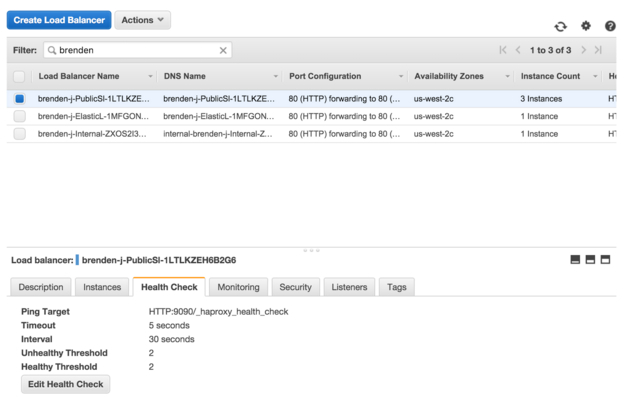 Create Load Balancer Actions
Filter: brenden 1 to 3 of 3
Load Balancer Name DNS Name Port Configuration Availability Zones Instance Count He
brenden-j-PublicSl-1LTLKZE... brenden-j-PublicSl-1LTLKZE... 80 (HTTP) forwarding to 80 (... us-west-2c 3 Instances HT
brenden-j-ElasticL-1MFGON... brenden-j-ElasticL-1MFGON... 80 (HTTP) forwarding to 80 (... us-west-2c 1 Instance HT
brenden-j-Internal-ZXOS2I3... internal-brenden-j-Internal-Z... 80 (HTTP) forwarding to 80 (... us-west-2c 1 Instance HT
Load balancer: brenden-j-PublicSl-1LTLKZEH6B2G6
Description Instances Health Check Monitoring Security Listeners Tags
Ping Target HTTP:9090/_haproxy_health_check
Timeout 5 seconds
Interval 30 seconds
Unhealthy Threshold 2
Healthy Threshold 2
Edit Health Check